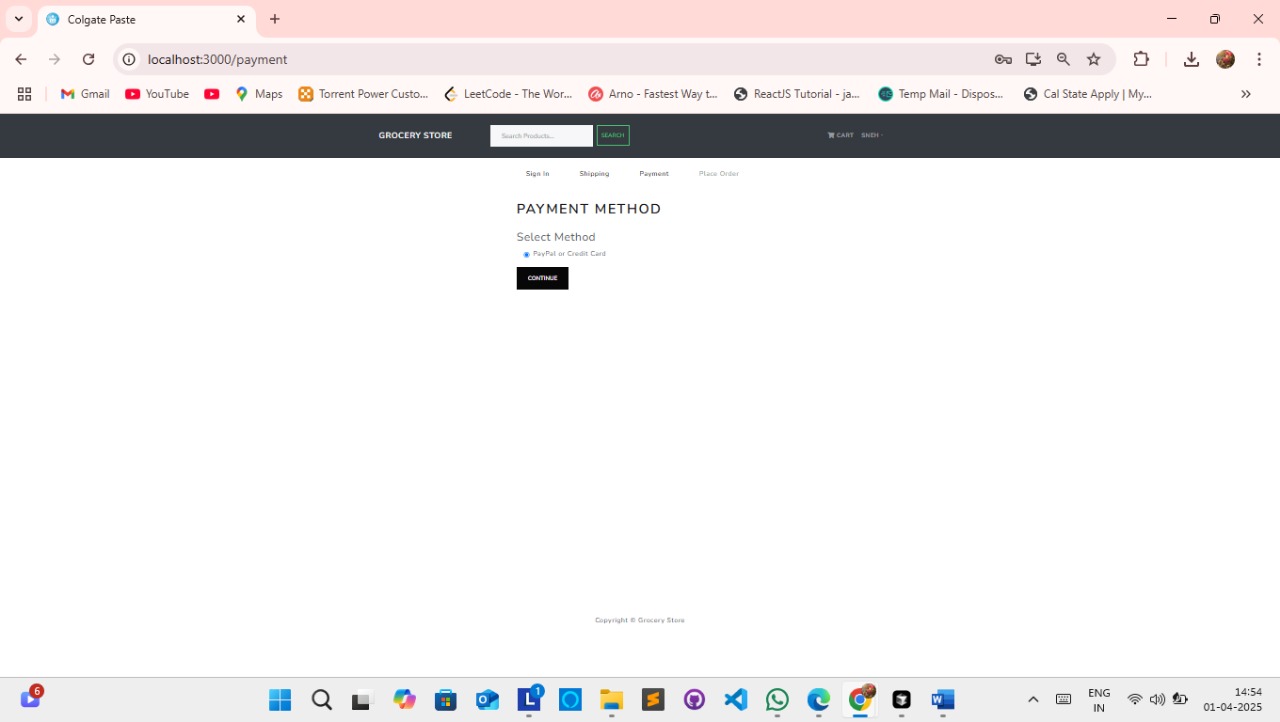 Colgate Paste
localhost:3000/payment
Gmail YouTube Maps Torrent Power Custo... LeetCode - The Wor... Arno - Fastest Way t... ReactJS Tutorial - ja... Temp Mail - Dispos... Cal State Apply | My...
GROCERY STORE Search Products... SEARCH CART SNEH
Sign In Shipping Payment Place Order
PAYMENT METHOD
Select Method
PayPal or Credit Card
CONTINUE
Copyright © Grocery Store
6 1 ENG 14:54
IN 01-04-2025